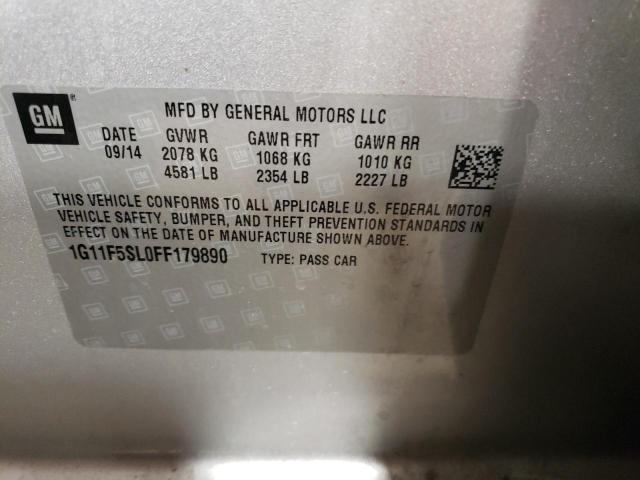 GM
MFD BY GENERAL MOTORS LLC
DATE GVWR GAWR FRT GAWR RR
09/14 2078 KG 1068 KG 1010 KG
4581 LB 2354 LB 2227 LB
THIS VEHICLE CONFORMS TO ALL APPLICABLE U.S. FEDERAL MOTOR
VEHICLE SAFETY, BUMPER, AND THEFT PREVENTION STANDARDS IN
EFFECT ON THE DATE OF MANUFACTURE SHOWN ABOVE.
1G11F5SL0FF179890 TYPE: PASS CAR